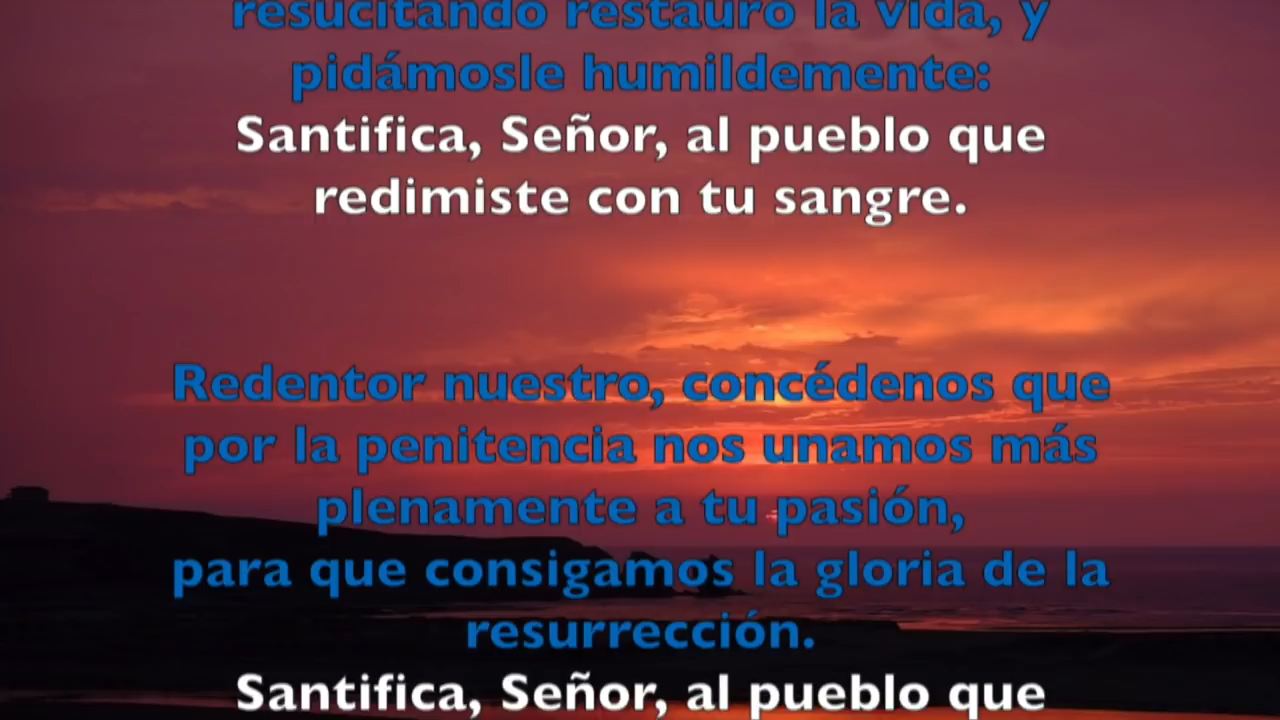 resucitando restauró la vida, y
pidámosle humildemente:
Santifica, Señor, al pueblo que
redimiste con tu sangre.
Redentor nuestro, concédenos que
por la penitencia nos unamos más
plenamente a tu pasión,
para que consigamos la gloria de la
resurrección.
Santifica, Señor, al pueblo que